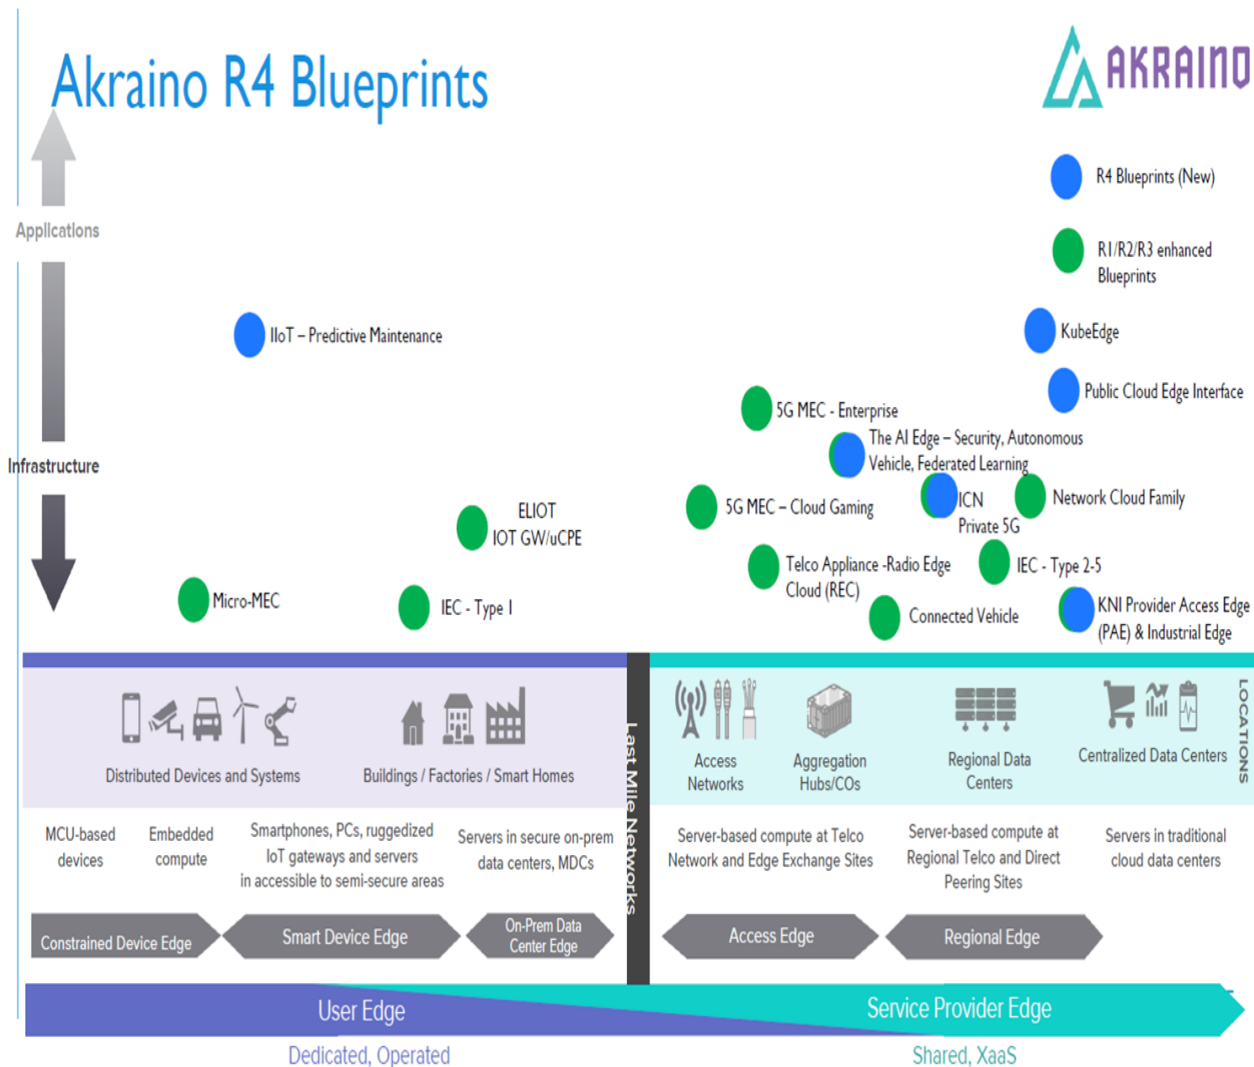 Akraino R4 Blueprints
AKRAINO
R4 Blueprints (New)
R1/R2/R3 enhanced
Blueprints
Applications
Infrastructure
IIoT – Predictive Maintenance
KubeEdge
Public Cloud Edge Interface
5G MEC - Enterprise
The AI Edge – Security, Autonomous
Vehicle, Federated Learning
ELIOT
IOT GW/uCPE
5G MEC – Cloud Gaming
ICN
Private 5G
Network Cloud Family
Micro-MEC
IEC - Type 1
Telco Appliance -Radio Edge
Cloud (REC)
IEC - Type 2-5
Connected Vehicle
KNI Provider Access Edge
(PAE) & Industrial Edge
Distributed Devices and Systems
Buildings / Factories / Smart Homes
Last Mile Networks
Access
Networks
Aggregation
Hubs/COs
Regional Data
Centers
Centralized Data Centers
LOCATIONS
MCU-based
devices
Embedded
compute
Smartphones, PCs, ruggedized
IoT gateways and servers
in accessible to semi-secure areas
Servers in secure on-prem
data centers, MDCs
Server-based compute at Telco
Network and Edge Exchange Sites
Server-based compute at
Regional Telco and Direct
Peering Sites
Servers in traditional
cloud data centers
Constrained Device Edge
Smart Device Edge
On-Prem Data
Center Edge
Access Edge
Regional Edge
User Edge
Service Provider Edge
Dedicated, Operated
Shared, XaaS